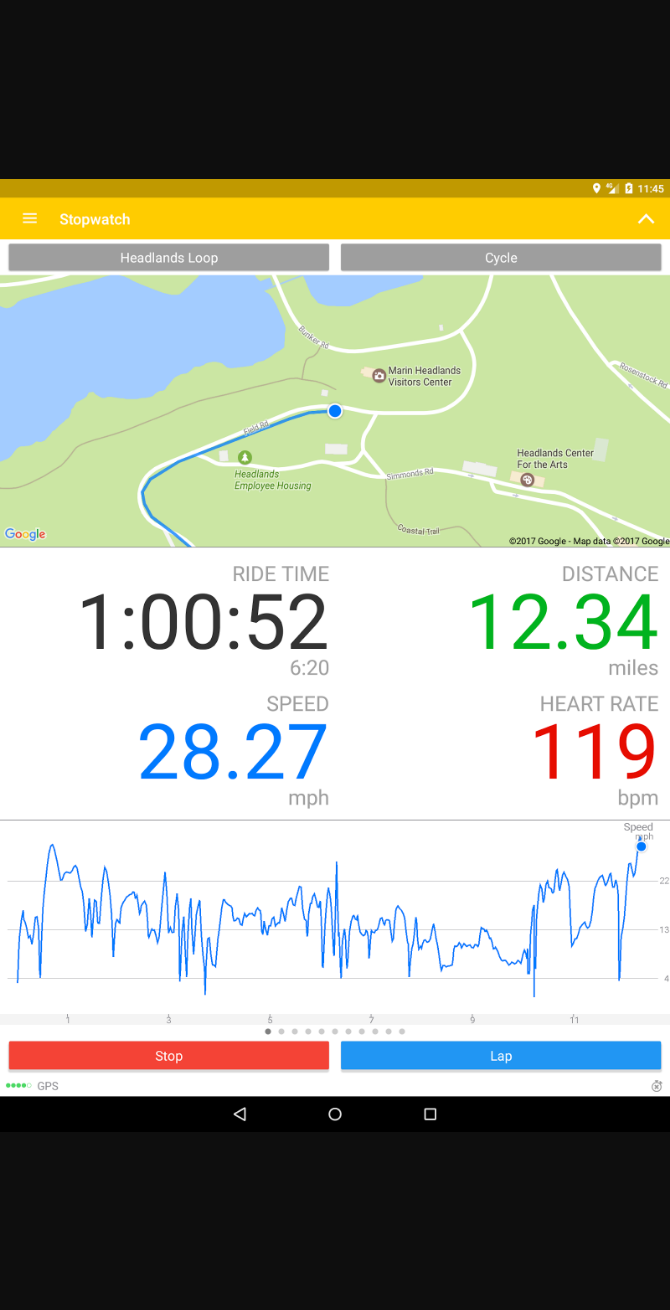 4G 11:45
Stopwatch
Headlands Loop Cycle
Bunker Rd
Rosenstock Rd
Marin Headlands
Visitors Center
Field Rd
Headlands Center
For the Arts
Headlands
Employee Housing
Simmonds Rd
Coastal Trail
Google
©2017 Google - Map data ©2017 Google
RIDE TIME DISTANCE
1:00:52 12.34
6:20 miles
SPEED HEART RATE
28.27 119
mph bpm
Speed
mph
22
13
4
1 3 5 7 9 11
Stop Lap
GPS